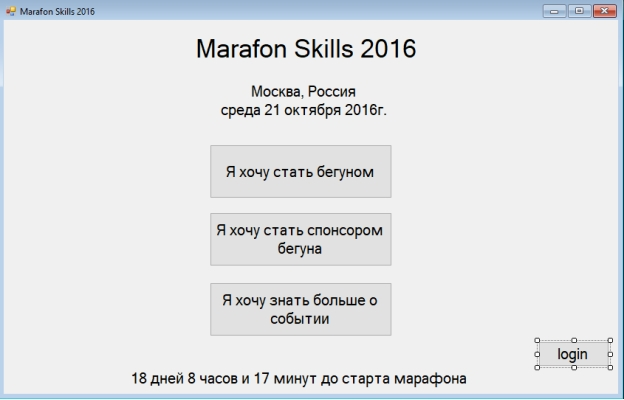 Marafon Skills 2016
Marafon Skills 2016
Москва, Россия
среда 21 октября 2016г.
Я хочу стать бегуном
Я хочу стать спонсором
бегуна
Я хочу знать больше о
событии
login
18 дней 8 часов и 17 минут до старта марафона